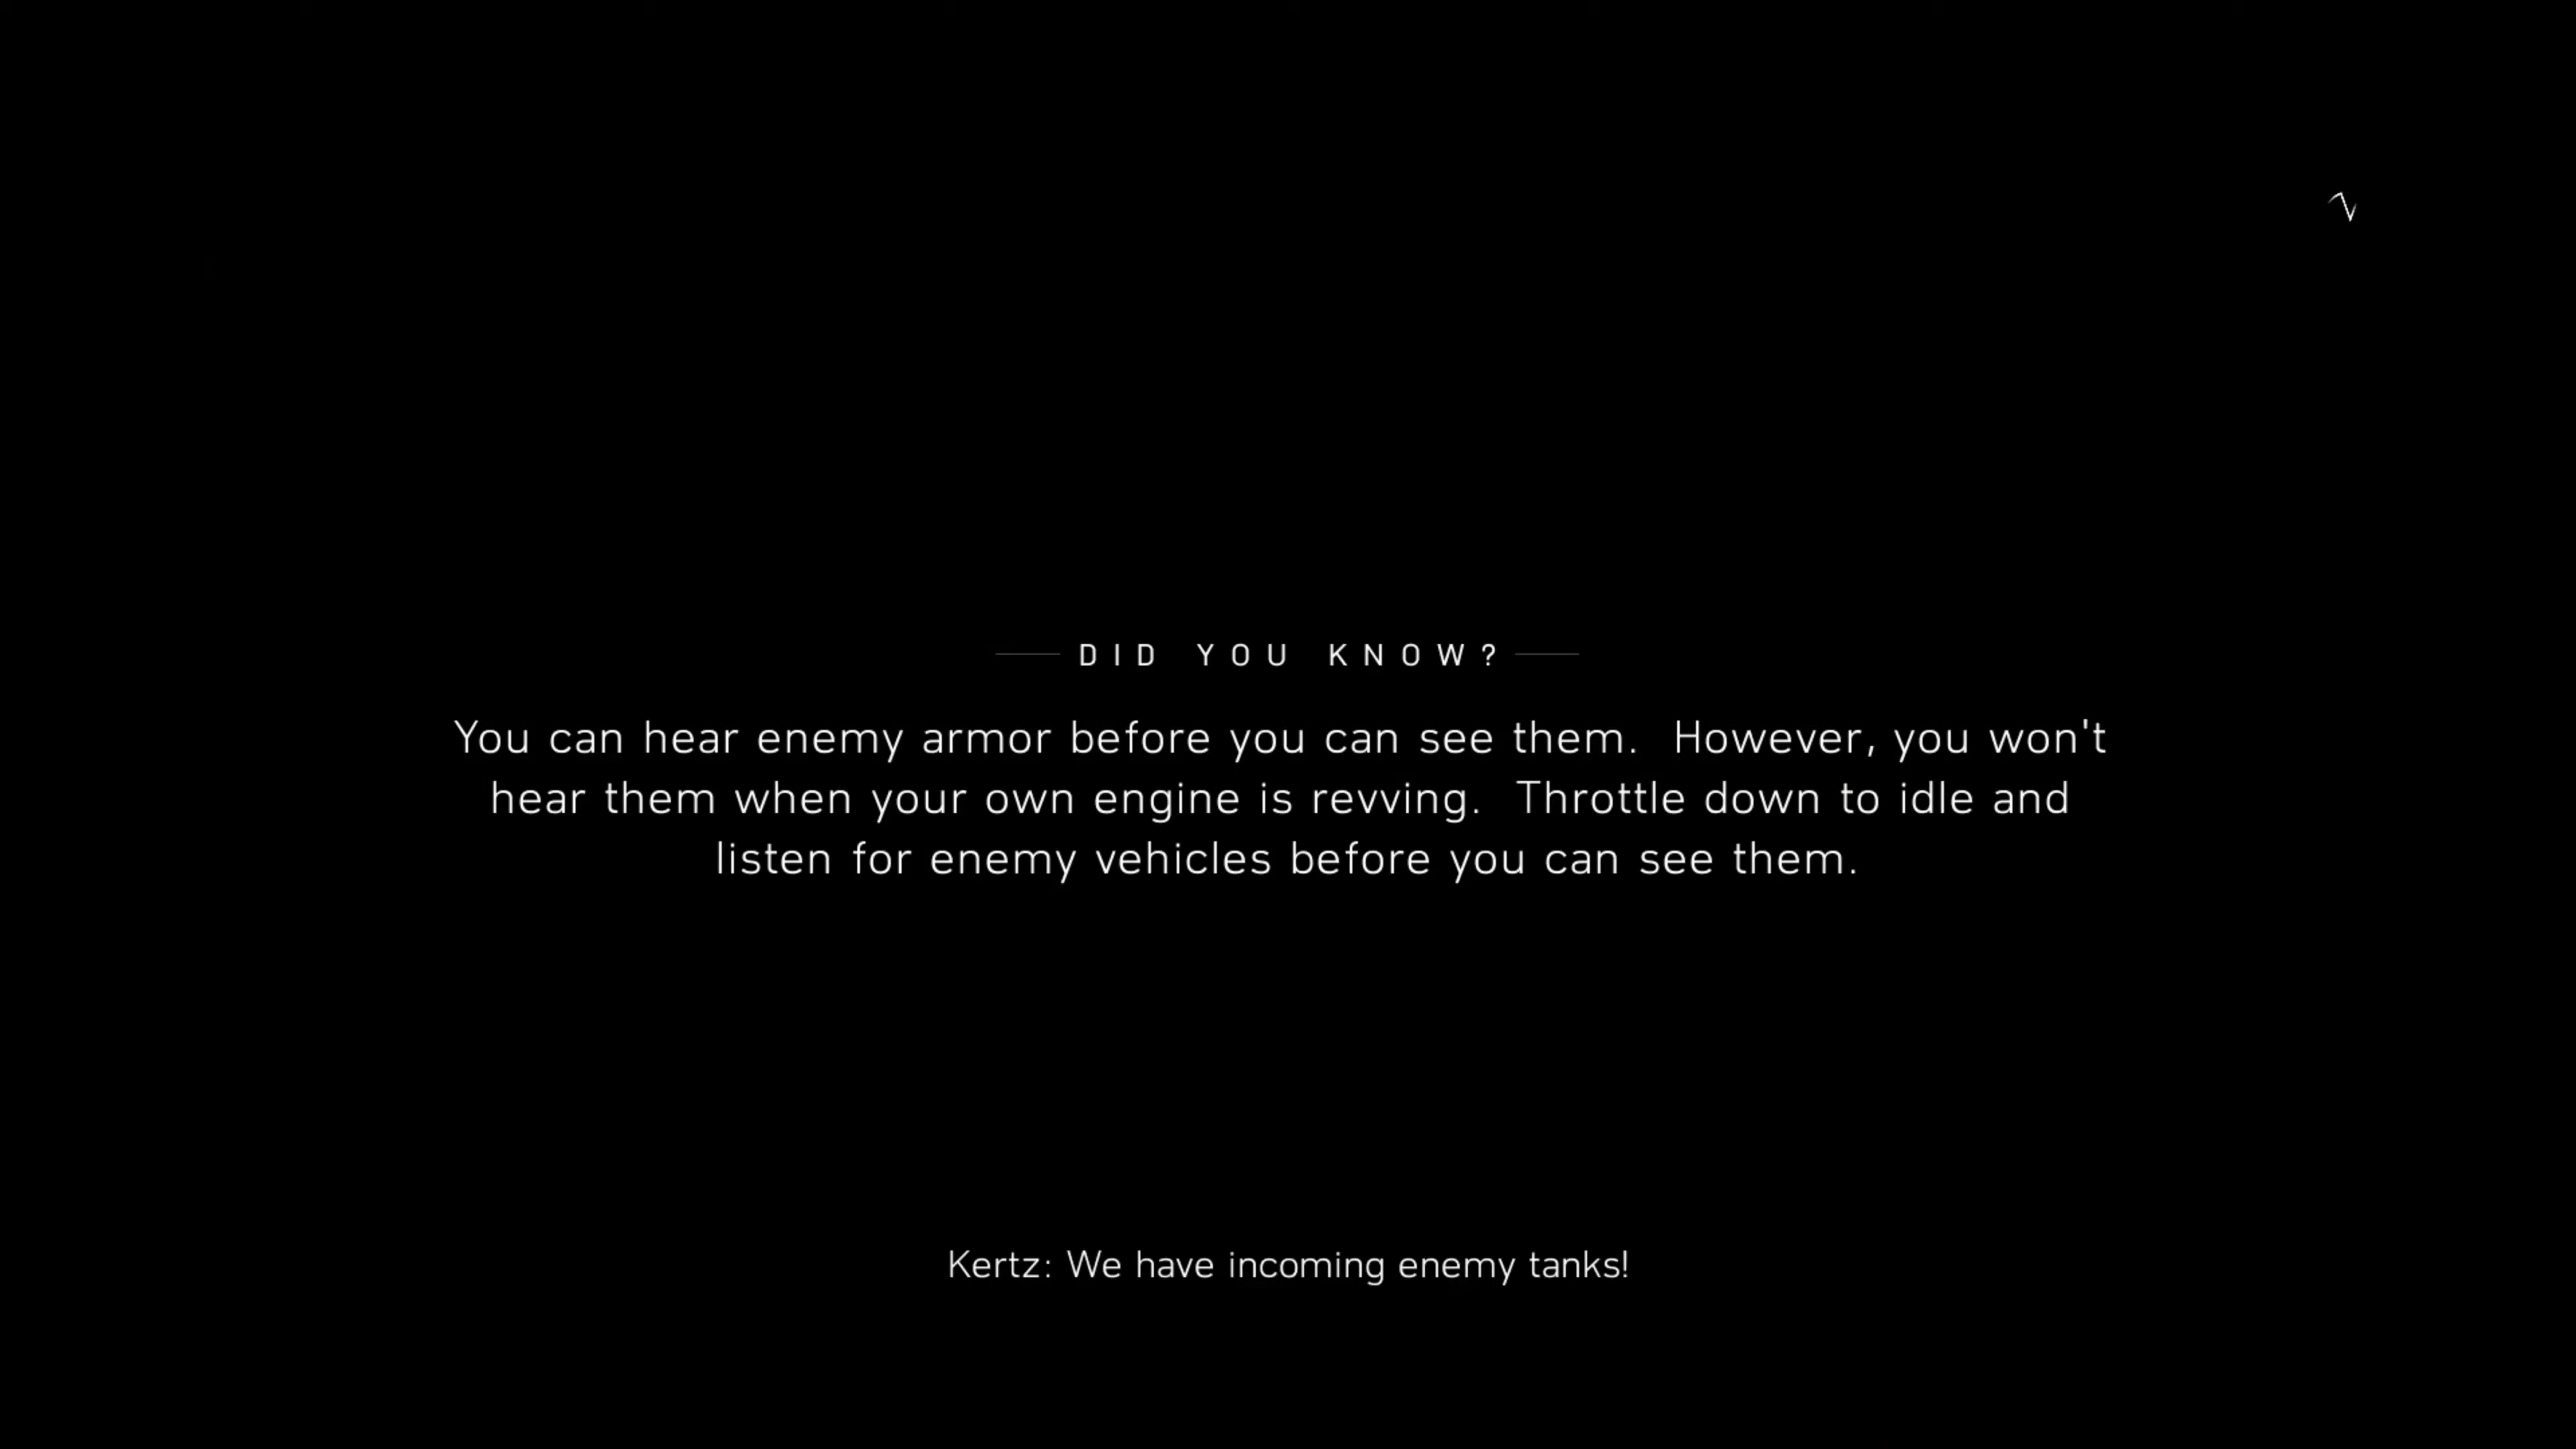 DID YOU KNOW?
You can hear enemy armor before you can see them.  However, you won't
hear them when your own engine is revving.  Throttle down to idle and
listen for enemy vehicles before you can see them.
Kertz: We have incoming enemy tanks!